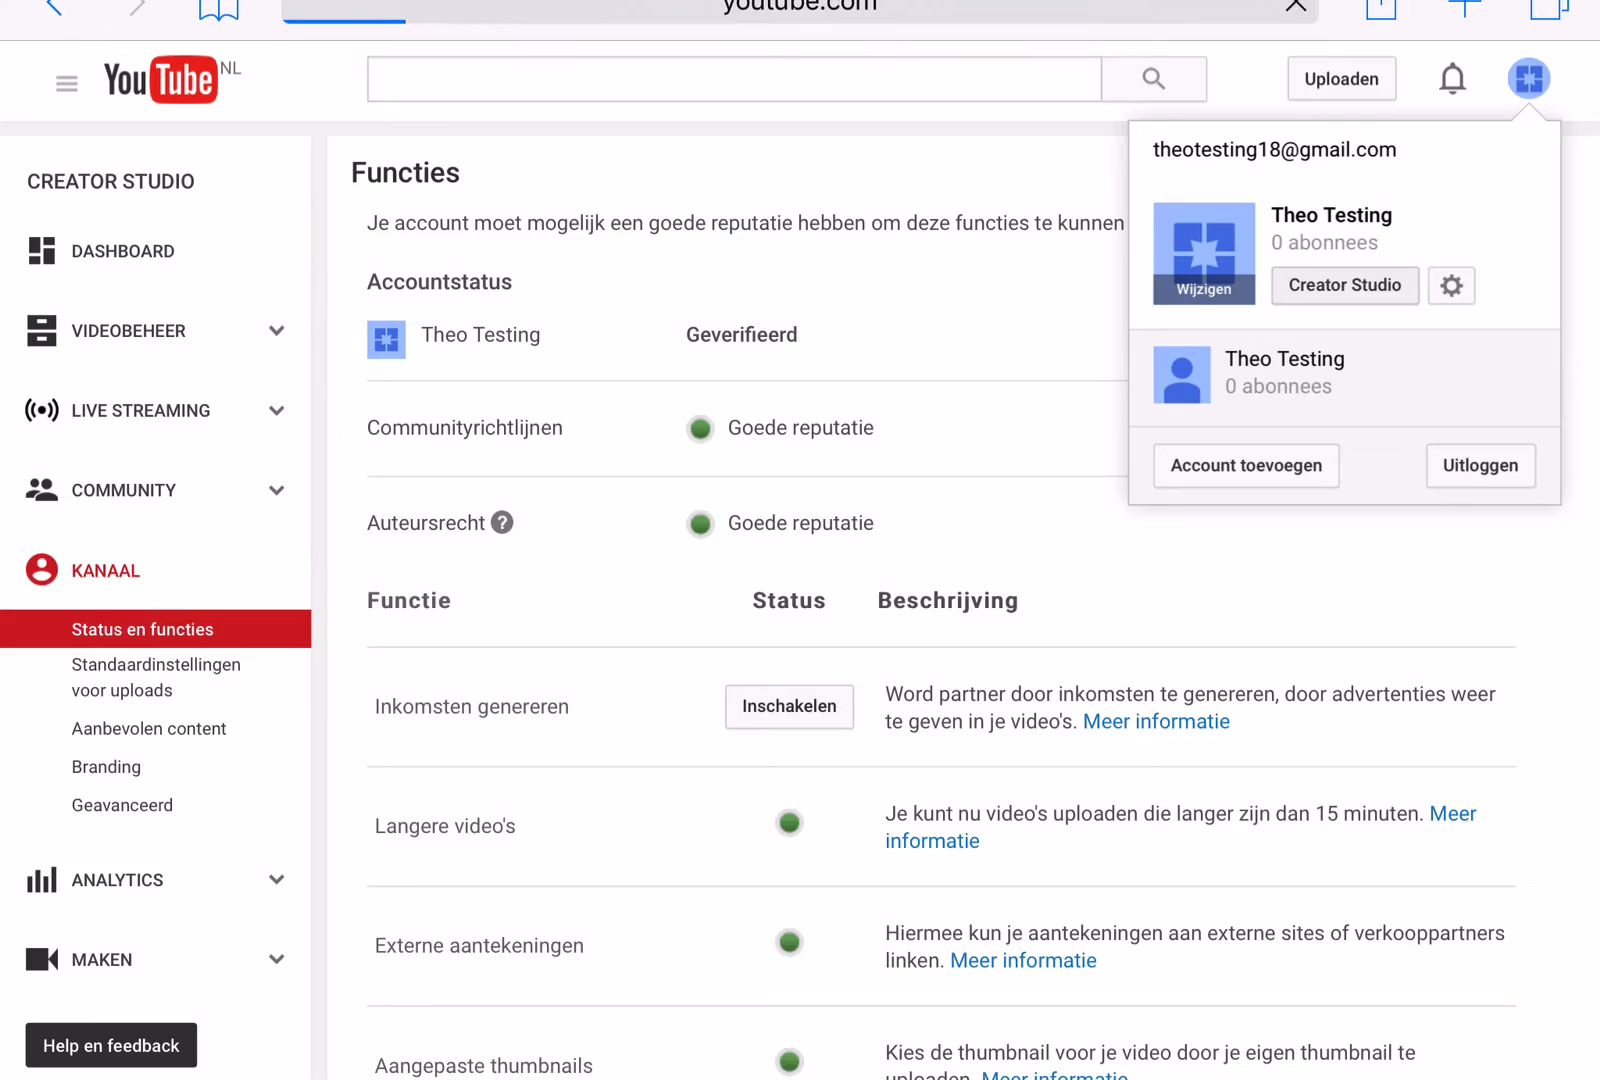 youtube.com
YouTube NL
Uploaden
theotesting18@gmail.com
Theo Testing
0 abonnees
Wijzigen
Creator Studio
Theo Testing
0 abonnees
Account toevoegen
Uitloggen
CREATOR STUDIO
DASHBOARD
VIDEOBEHEER
LIVE STREAMING
COMMUNITY
KANAAL
Status en functies
Standaardinstellingen
voor uploads
Aanbevolen content
Branding
Geavanceerd
ANALYTICS
MAKEN
Help en feedback
Functies
Je account moet mogelijk een goede reputatie hebben om deze functies te kunnen
Accountstatus
Theo Testing Geverifieerd
Communityrichtlijnen Goede reputatie
Auteursrecht ? Goede reputatie
Functie Status Beschrijving
Inkomsten genereren Inschakelen
Word partner door inkomsten te genereren, door advertenties weer
te geven in je video's. Meer informatie
Langere video's
Je kunt nu video's uploaden die langer zijn dan 15 minuten. Meer
informatie
Externe aantekeningen
Hiermee kun je aantekeningen aan externe sites of verkooppartners
linken. Meer informatie
Aangepaste thumbnails
Kies de thumbnail voor je video door je eigen thumbnail te
uploaden. Meer informatie